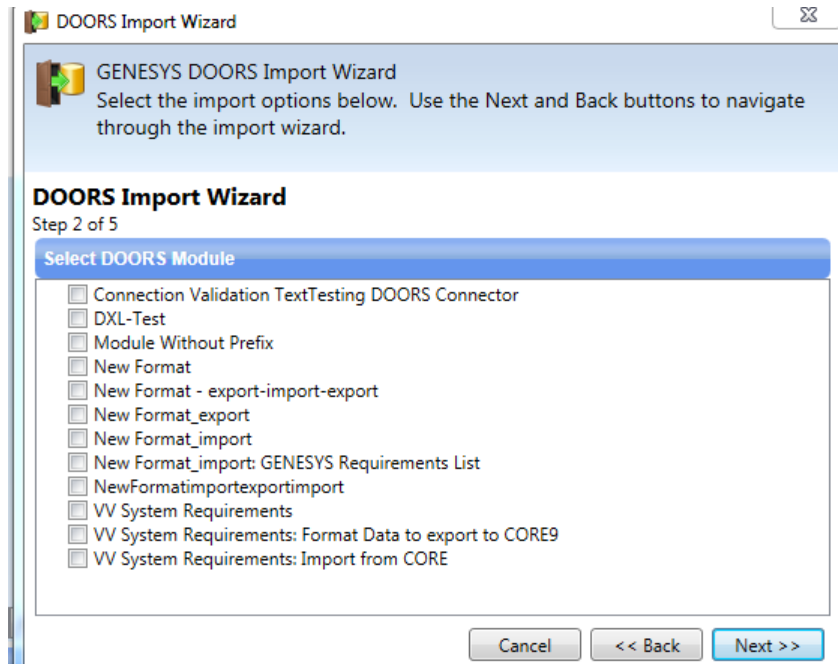 DOORS Import Wizard
GENESYS DOORS Import Wizard
Select the import options below. Use the Next and Back buttons to navigate
through the import wizard.
DOORS Import Wizard
Step 2 of 5
Select DOORS Module
Connection Validation TextTesting DOORS Connector
DXL-Test
Module Without Prefix
New Format
New Format - export-import-export
New Format_export
New Format_import
New Format_import: GENESYS Requirements List
NewFormatimportexportimport
VV System Requirements
VV System Requirements: Format Data to export to CORE9
VV System Requirements: Import from CORE
Cancel << Back Next >>